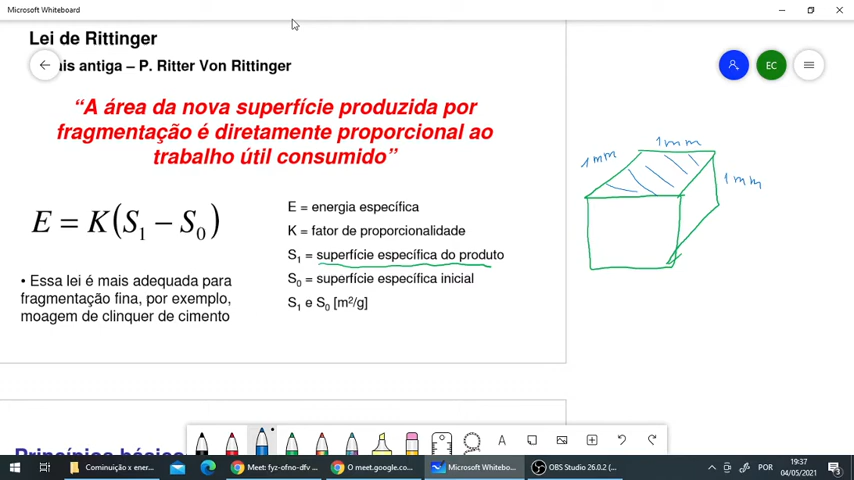 Microsoft Whiteboard
Lei de Rittinger
ais antiga – P. Ritter Von Rittinger
EC
“A área da nova superfície produzida por
fragmentação é diretamente proporcional ao
trabalho útil consumido”
1mm
1mm
1mm
E = K(S1 − S0)
E = energia específica
K = fator de proporcionalidade
S1 = superfície específica do produto
S0 = superfície específica inicial
S1 e S0 [m²/g]
• Essa lei é mais adequada para
fragmentação fina, por exemplo,
moagem de clinquer de cimento
Princípios básico
A
Cominuição x ener...
Meet: fyz-ofno-dfv ...
O meet.google.co...
Microsoft Whitebo...
OBS Studio 26.0.2 (...
POR
19:37
04/05/2021
3